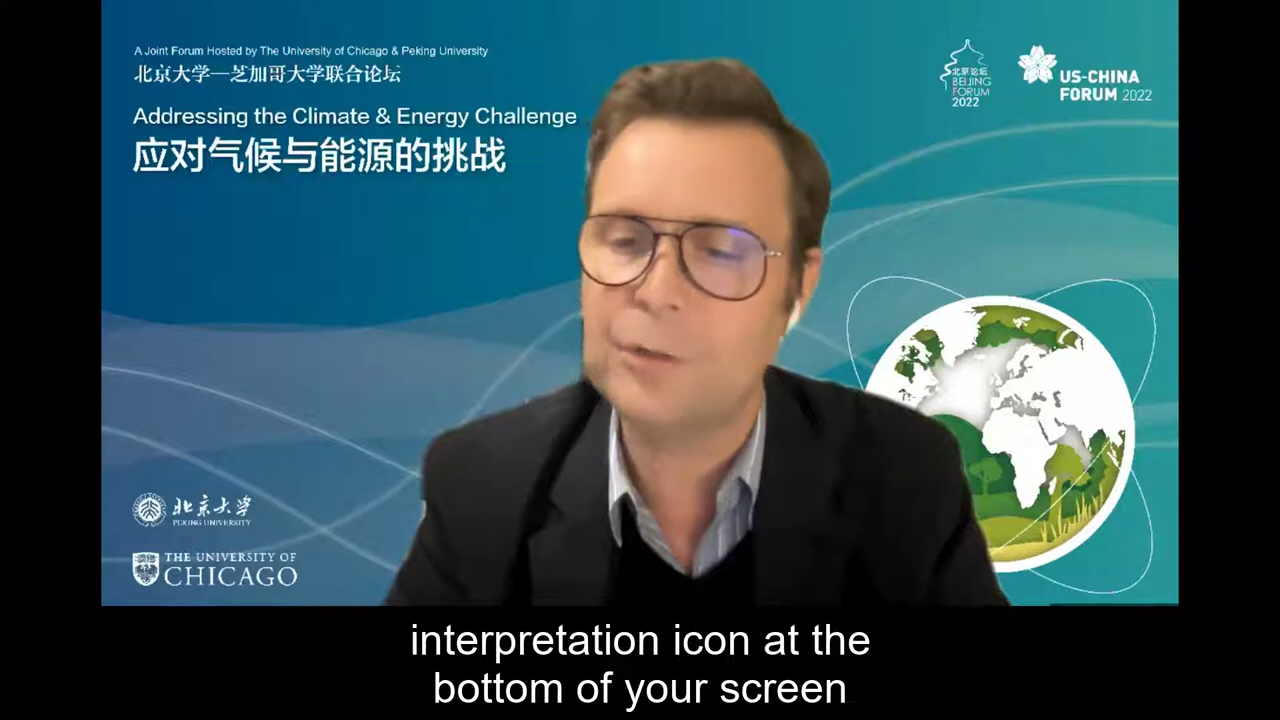 A Joint Forum Hosted by The University of Chicago & Peking University
北京大学—芝加哥大学联合论坛
Addressing the Climate & Energy Challenge
应对气候与能源的挑战
北京论坛
BEIJING
FORUM
2022
US-CHINA
FORUM 2022
北京大学
PEKING UNIVERSITY
THE UNIVERSITY OF
CHICAGO
interpretation icon at the
bottom of your screen